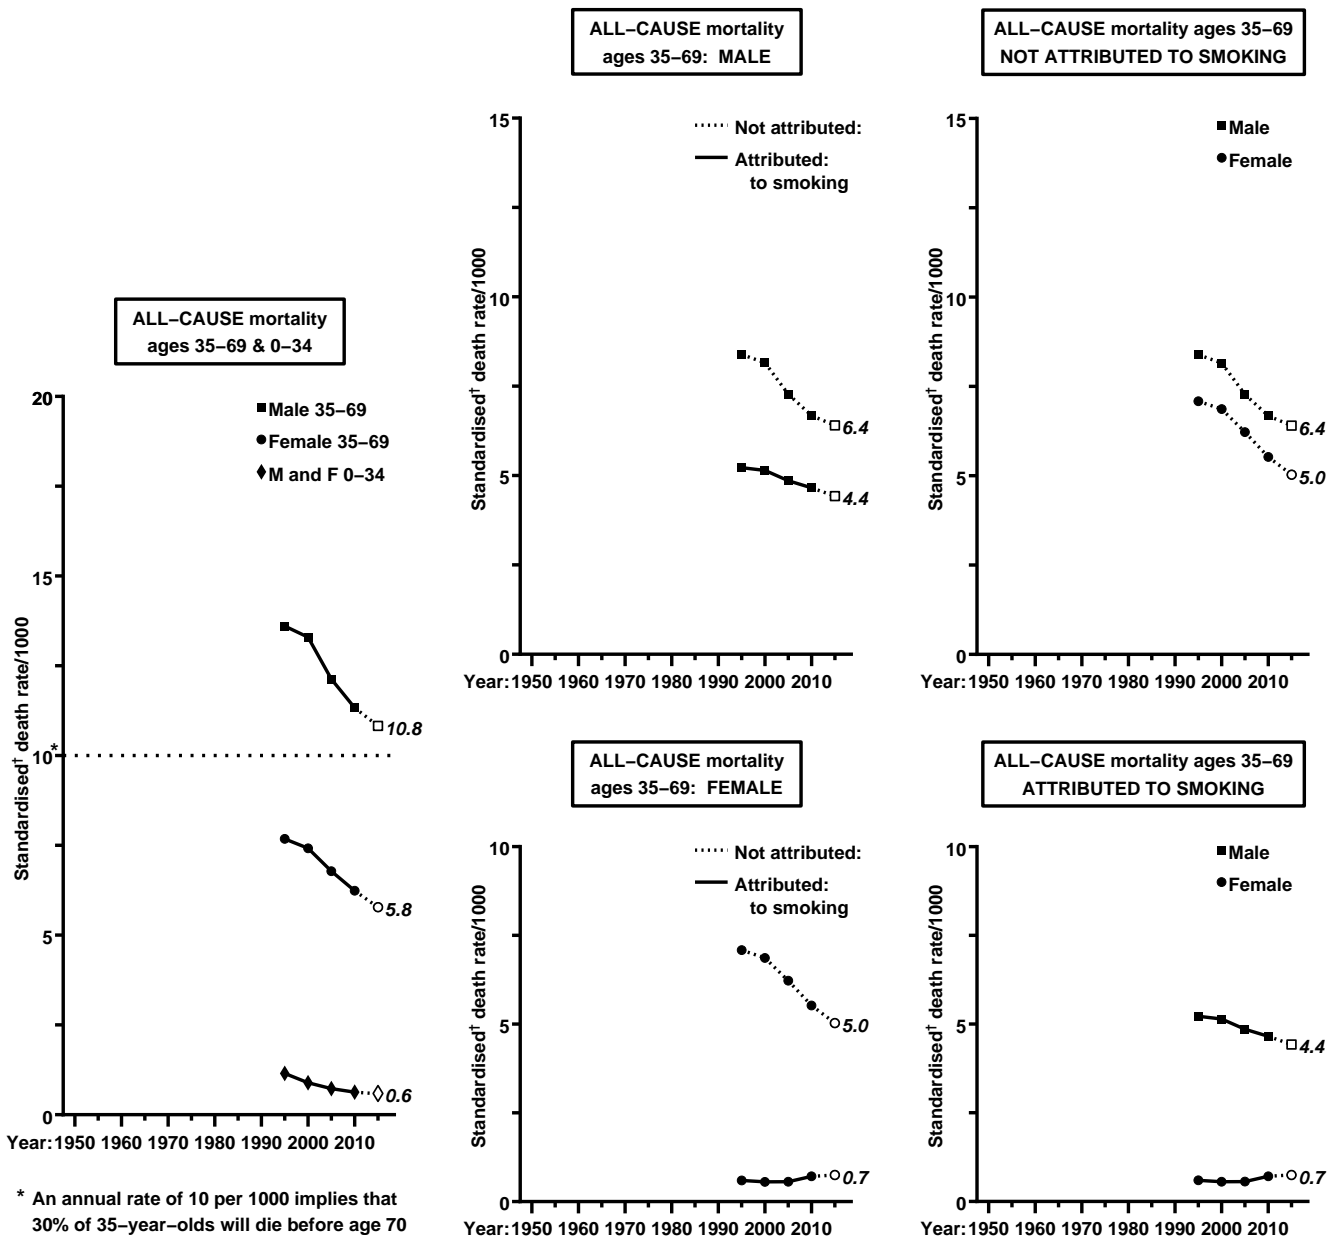 ALL−CAUSE mortality
ages 35−69 & 0−34
Male 35−69
Female 35−69
M and F 0−34
Standardised† death rate/1000
20
15
10*
5
0
10.8
5.8
0.6
Year: 1950 1960 1970 1980 1990 2000 2010
* An annual rate of 10 per 1000 implies that
30% of 35−year−olds will die before age 70
ALL−CAUSE mortality
ages 35−69: MALE
Not attributed:
Attributed:
to smoking
Standardised† death rate/1000
15
10
5
0
6.4
4.4
Year: 1950 1960 1970 1980 1990 2000 2010
ALL−CAUSE mortality ages 35−69
NOT ATTRIBUTED TO SMOKING
Male
Female
Standardised† death rate/1000
15
10
5
0
6.4
5.0
Year: 1950 1960 1970 1980 1990 2000 2010
ALL−CAUSE mortality
ages 35−69: FEMALE
Not attributed:
Attributed:
to smoking
Standardised† death rate/1000
10
5
0
5.0
0.7
Year: 1950 1960 1970 1980 1990 2000 2010
ALL−CAUSE mortality ages 35−69
ATTRIBUTED TO SMOKING
Male
Female
Standardised† death rate/1000
10
5
0
4.4
0.7
Year: 1950 1960 1970 1980 1990 2000 2010